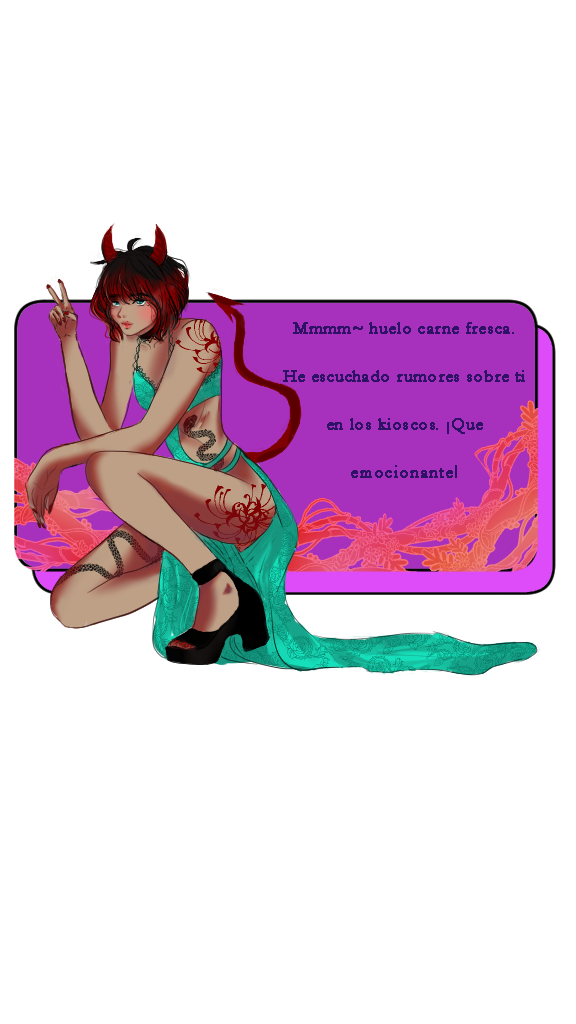 Mmmm~ huelo carne fresca.
He escuchado rumores sobre ti
en los kioscos. ¡Que
emocionante!